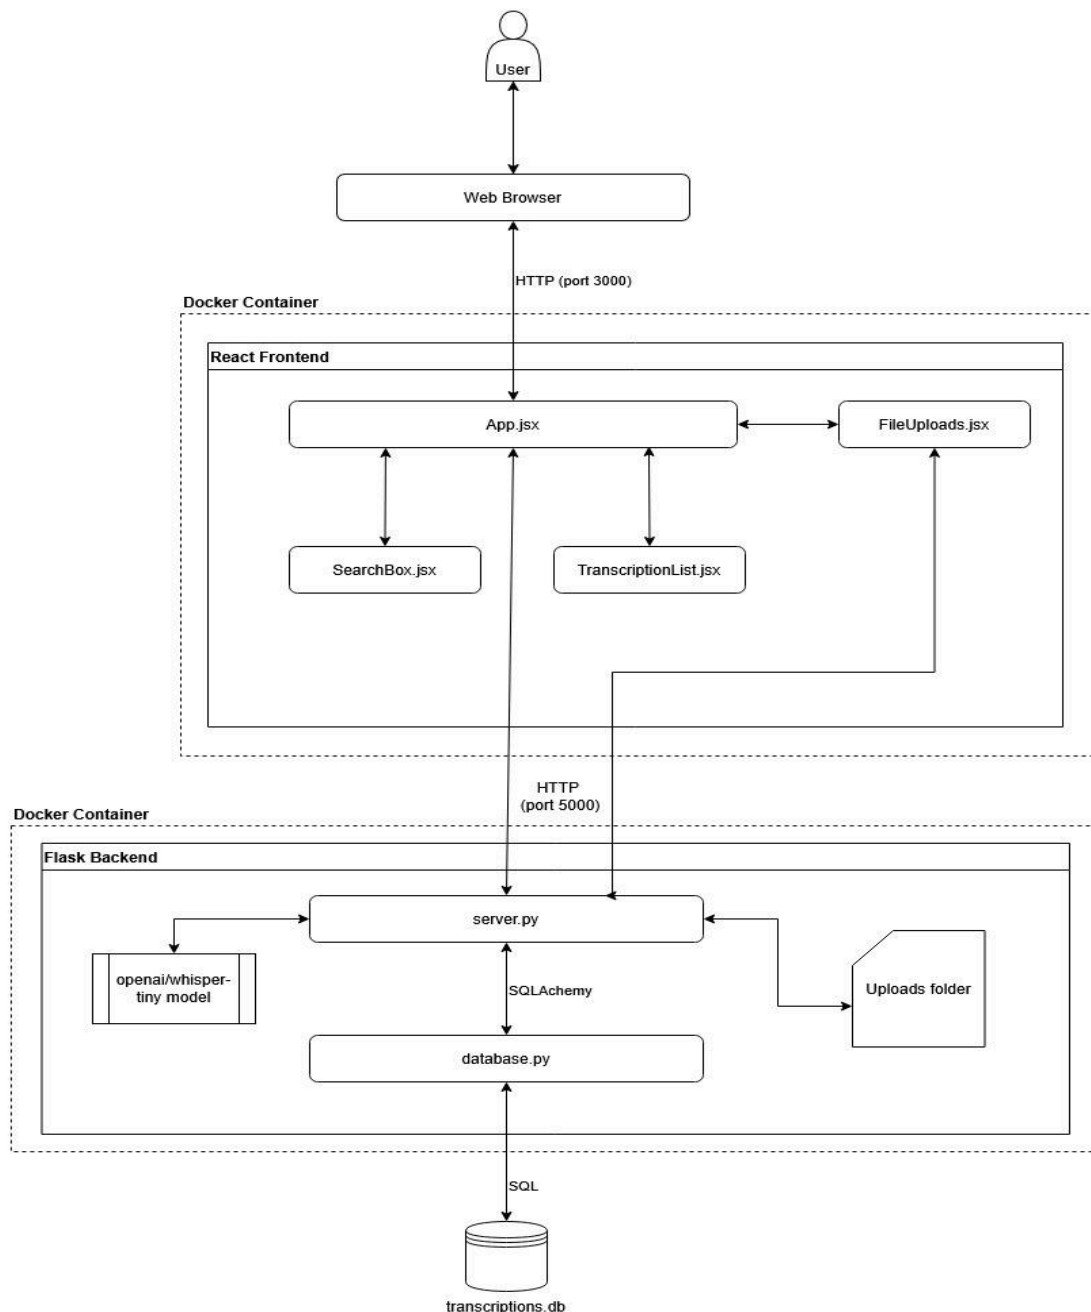 User
Web Browser
HTTP (port 3000)
Docker Container
React Frontend
App.jsx
FileUploads.jsx
SearchBox.jsx
TranscriptionList.jsx
HTTP
(port 5000)
Docker Container
Flask Backend
server.py
openai/whisper-
tiny model
Uploads folder
SQLAchemy
database.py
SQL
transcriptions.db